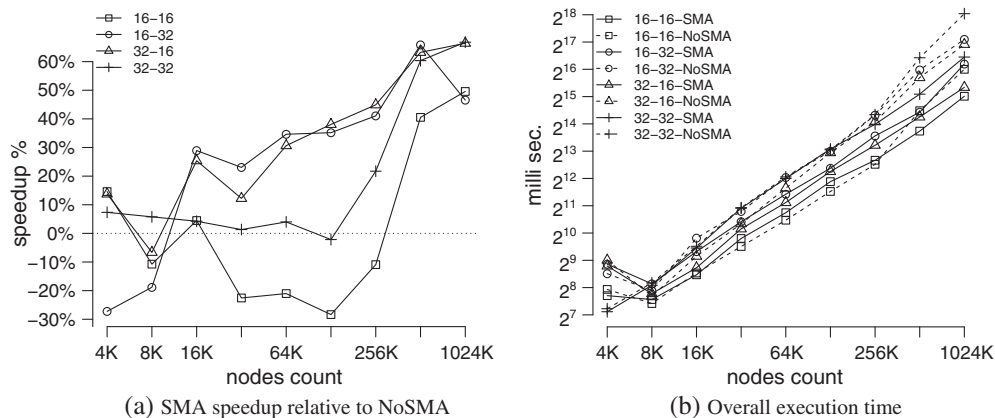 16−16
16−32
32−16
32−32
speedup %
60%
50%
40%
30%
20%
10%
0%
−10%
−20%
−30%
4K 8K 16K 64K 256K 1024K
nodes count
(a) SMA speedup relative to NoSMA
16−16−SMA
16−16−NoSMA
16−32−SMA
16−32−NoSMA
32−16−SMA
32−16−NoSMA
32−32−SMA
32−32−NoSMA
milli sec.
2^18
2^17
2^16
2^15
2^14
2^13
2^12
2^11
2^10
2^9
2^8
2^7
4K 8K 16K 64K 256K 1024K
nodes count
(b) Overall execution time